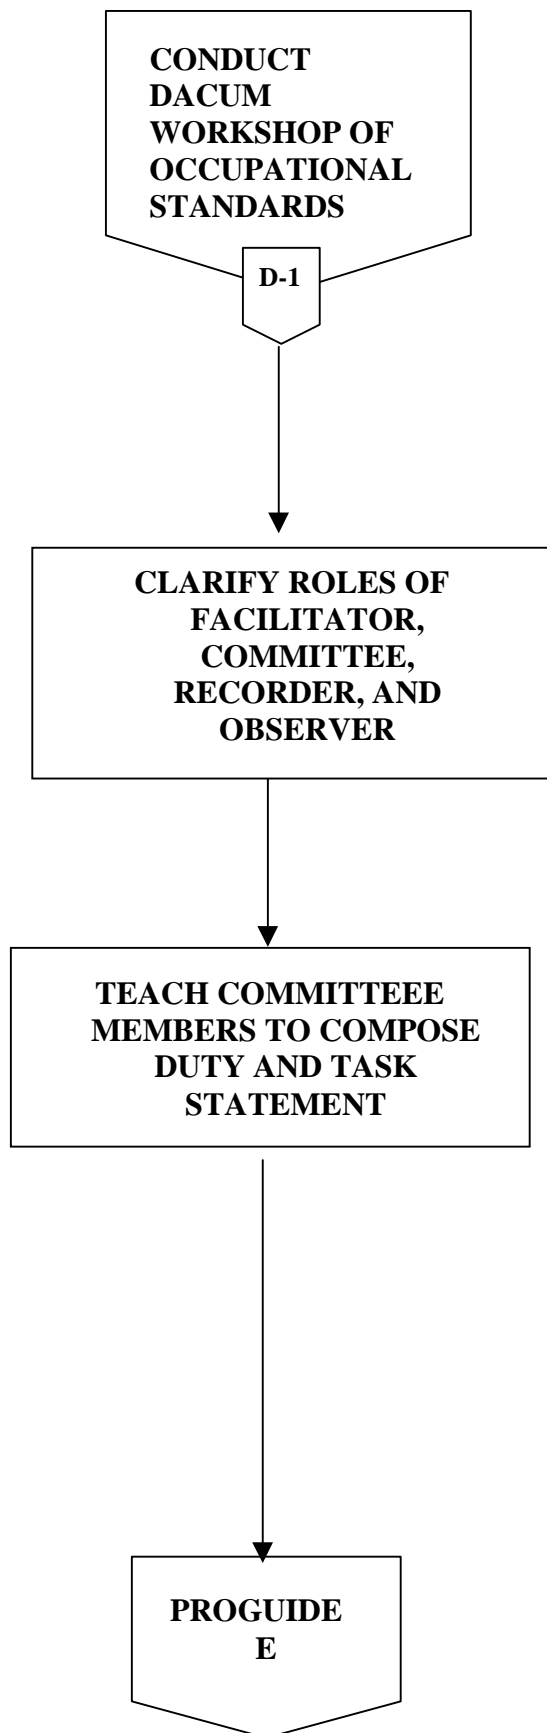 CONDUCT
DACUM
WORKSHOP OF
OCCUPATIONAL
STANDARDS
D-1
CLARIFY ROLES OF
FACILITATOR,
COMMITTEE,
RECORDER, AND
OBSERVER
TEACH COMMITTEEE
MEMBERS TO COMPOSE
DUTY AND TASK
STATEMENT
PROGUIDE
E